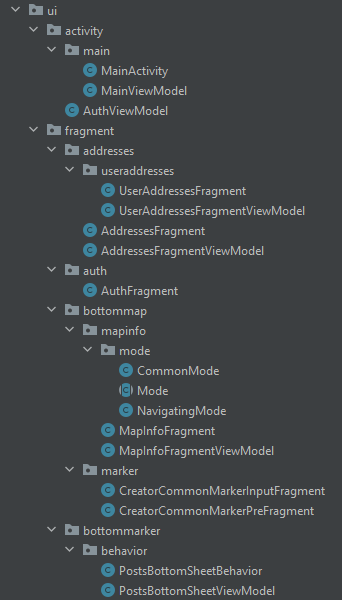 ui
activity
main
MainActivity
MainViewModel
AuthViewModel
fragment
addresses
useraddresses
UserAddressesFragment
UserAddressesFragmentViewModel
AddressesFragment
AddressesFragmentViewModel
auth
AuthFragment
bottommap
mapinfo
mode
CommonMode
Mode
NavigatingMode
MapInfoFragment
MapInfoFragmentViewModel
marker
CreatorCommonMarkerInputFragment
CreatorCommonMarkerPreFragment
bottommarker
behavior
PostsBottomSheetBehavior
PostsBottomSheetViewModel